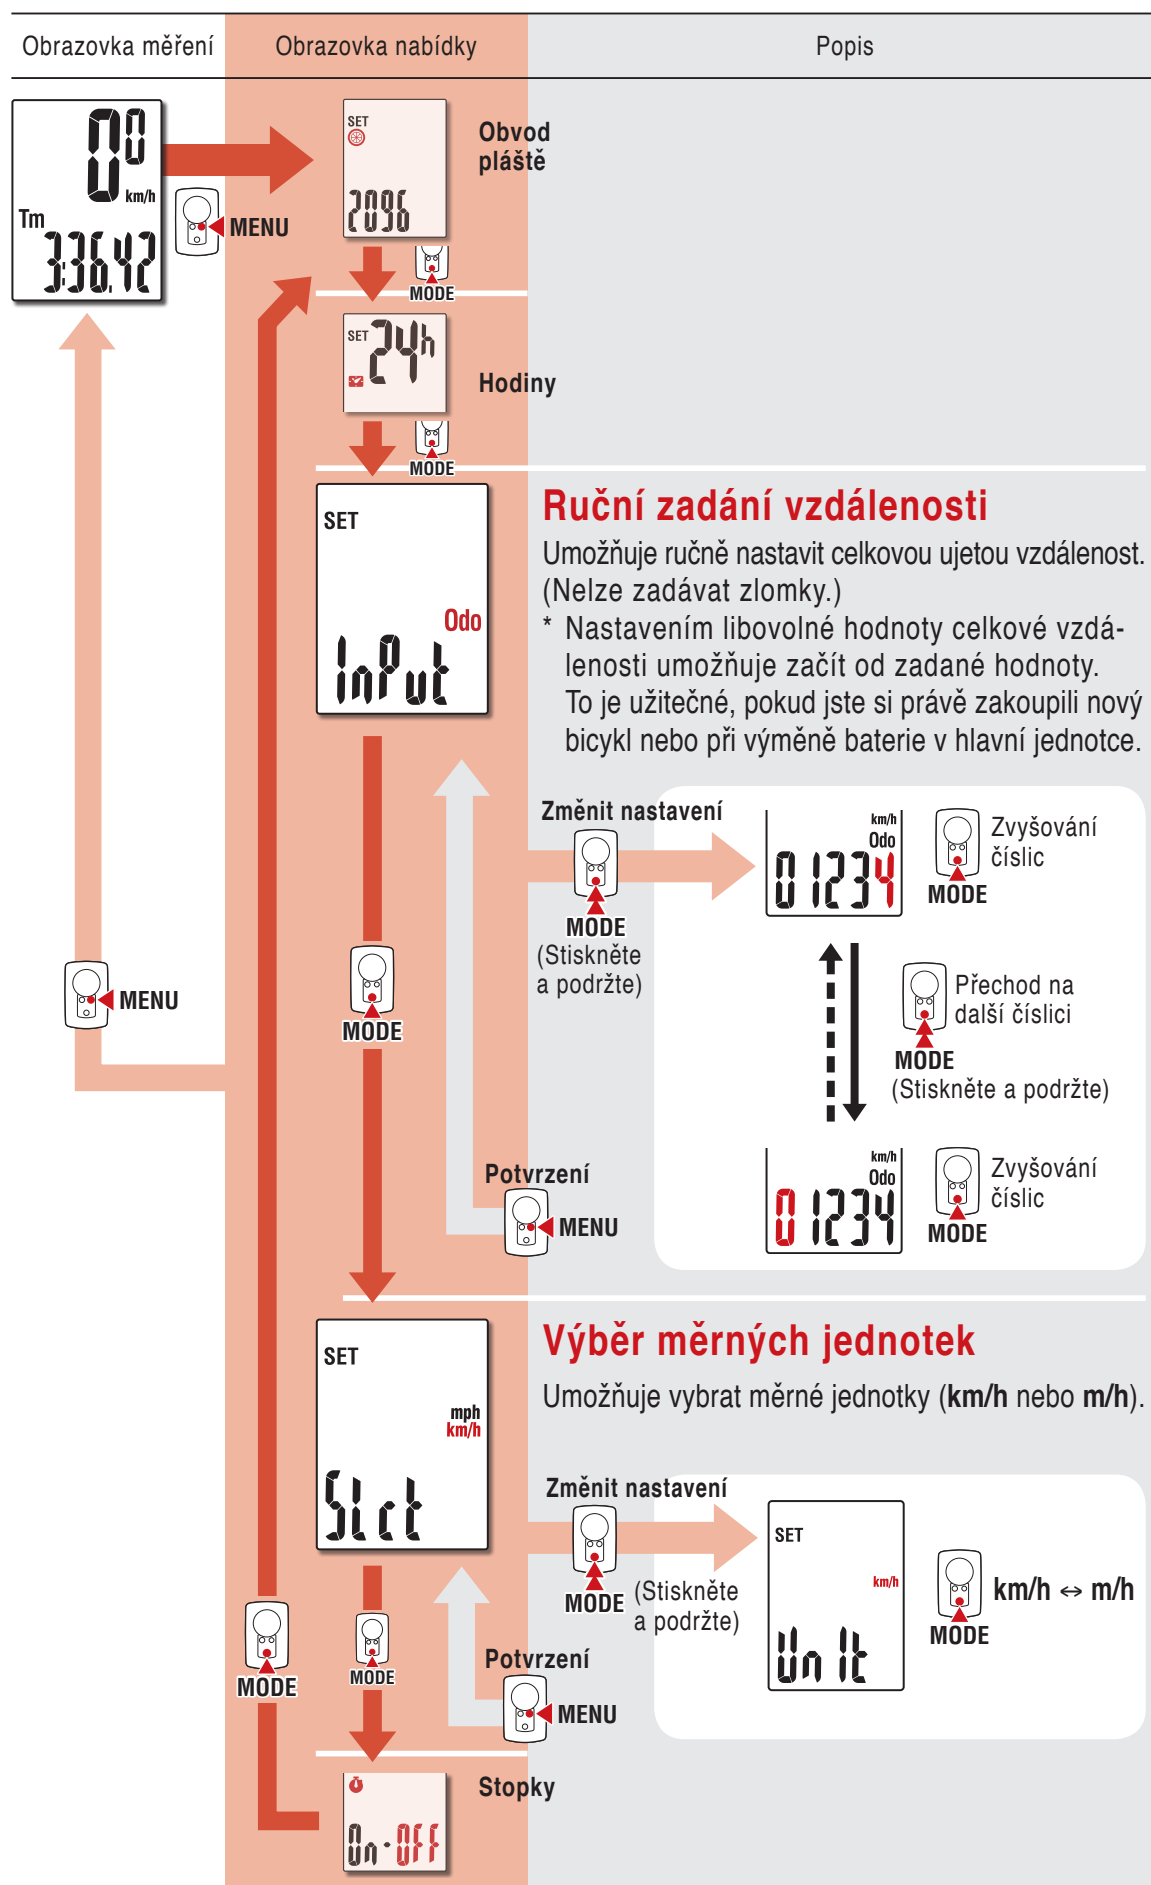 Obrazovka měření
Obrazovka nabídky
Popis
0.0
km/h
Tm
3:36.42
MENU
SET
2096
Obvod
pláště
MODE
SET
24h
Hodiny
MODE
SET
Odo
InPut
Ruční zadání vzdálenosti
Umožňuje ručně nastavit celkovou ujetou vzdálenost.
(Nelze zadávat zlomky.)
* Nastavením libovolné hodnoty celkové vzdá-
lenosti umožňuje začít od zadané hodnoty.
To je užitečné, pokud jste si právě zakoupili nový
bicykl nebo při výměně baterie v hlavní jednotce.
Změnit nastavení
MODE
(Stiskněte
a podržte)
km/h
Odo
01234
Zvyšování
číslic
MODE
MENU
MODE
Přechod na
další číslici
MODE
(Stiskněte a podržte)
Potvrzení
MENU
km/h
Odo
01234
Zvyšování
číslic
MODE
SET
mph
km/h
Slct
Výběr měrných jednotek
Umožňuje vybrat měrné jednotky (km/h nebo m/h).
Změnit nastavení
MODE
(Stiskněte
a podržte)
SET
km/h
UnIt
MODE
km/h ⇔ m/h
MODE
MODE
Potvrzení
MENU
On-OFF
Stopky